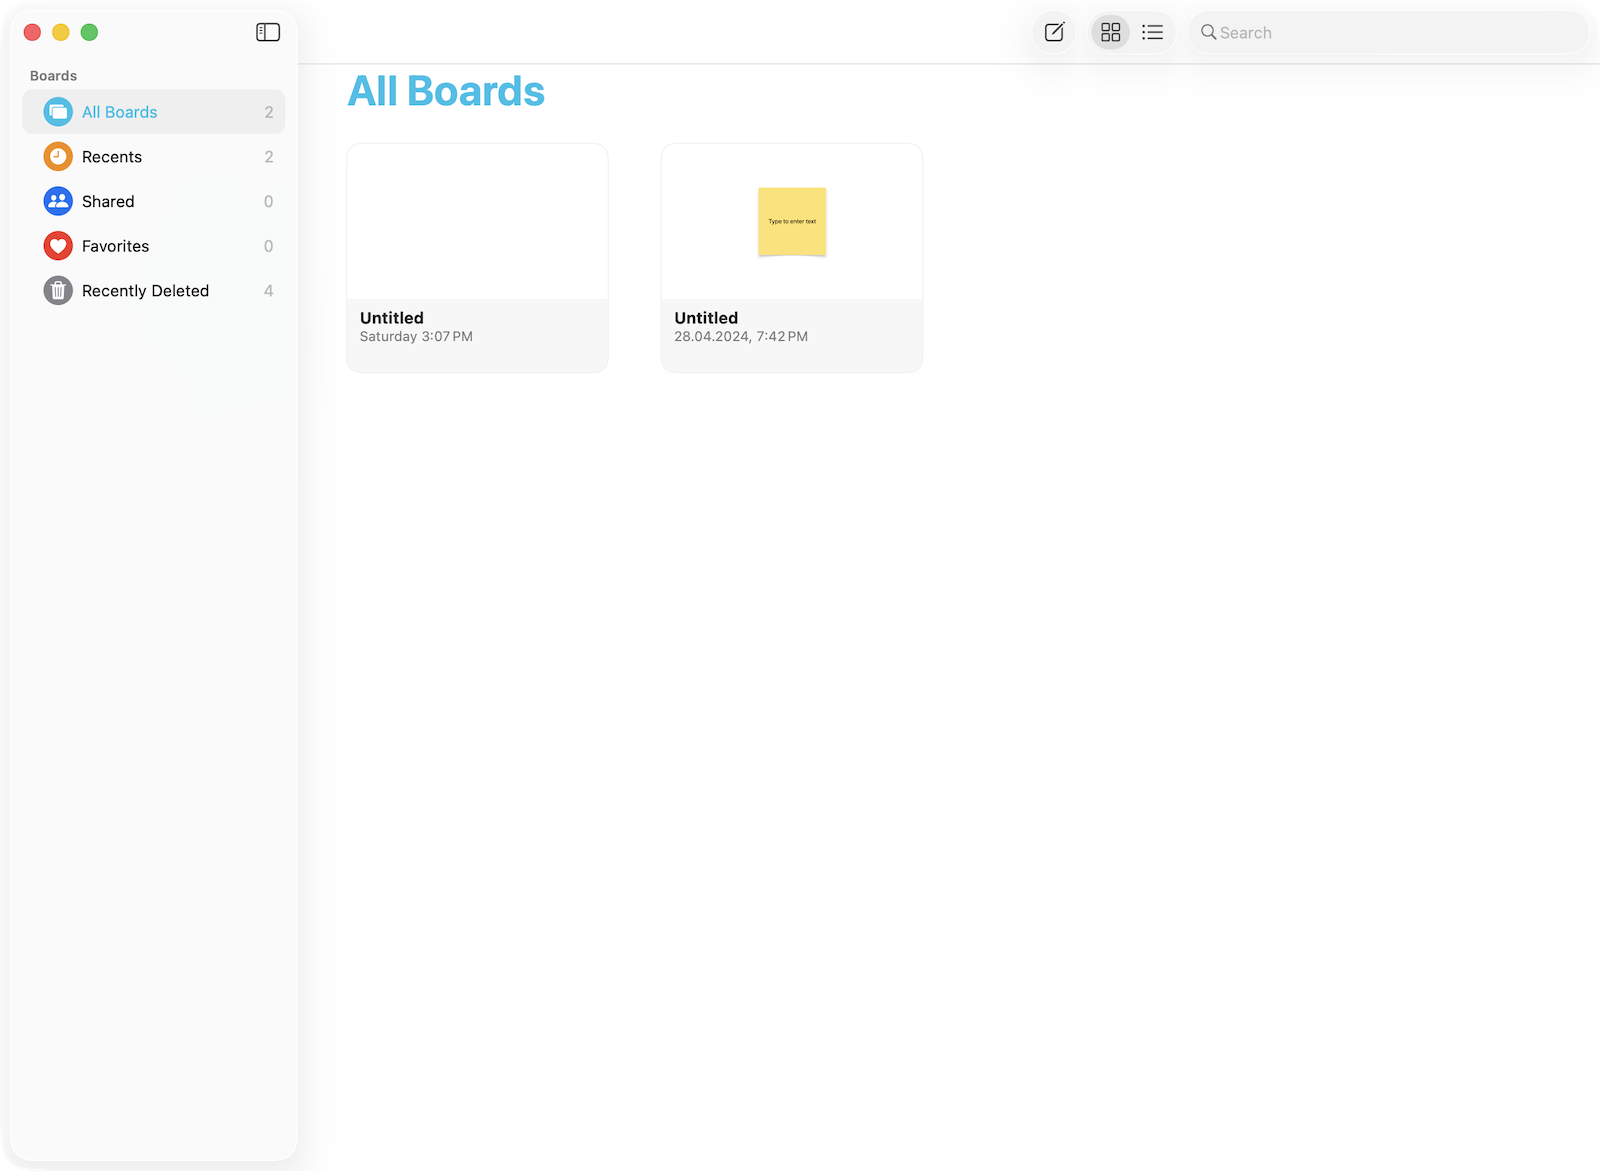 Boards
All Boards 2
Recents 2
Shared 0
Favorites 0
Recently Deleted 4
Search
All Boards
Untitled
Saturday 3:07 PM
Type to enter text
Untitled
28.04.2024, 7:42 PM